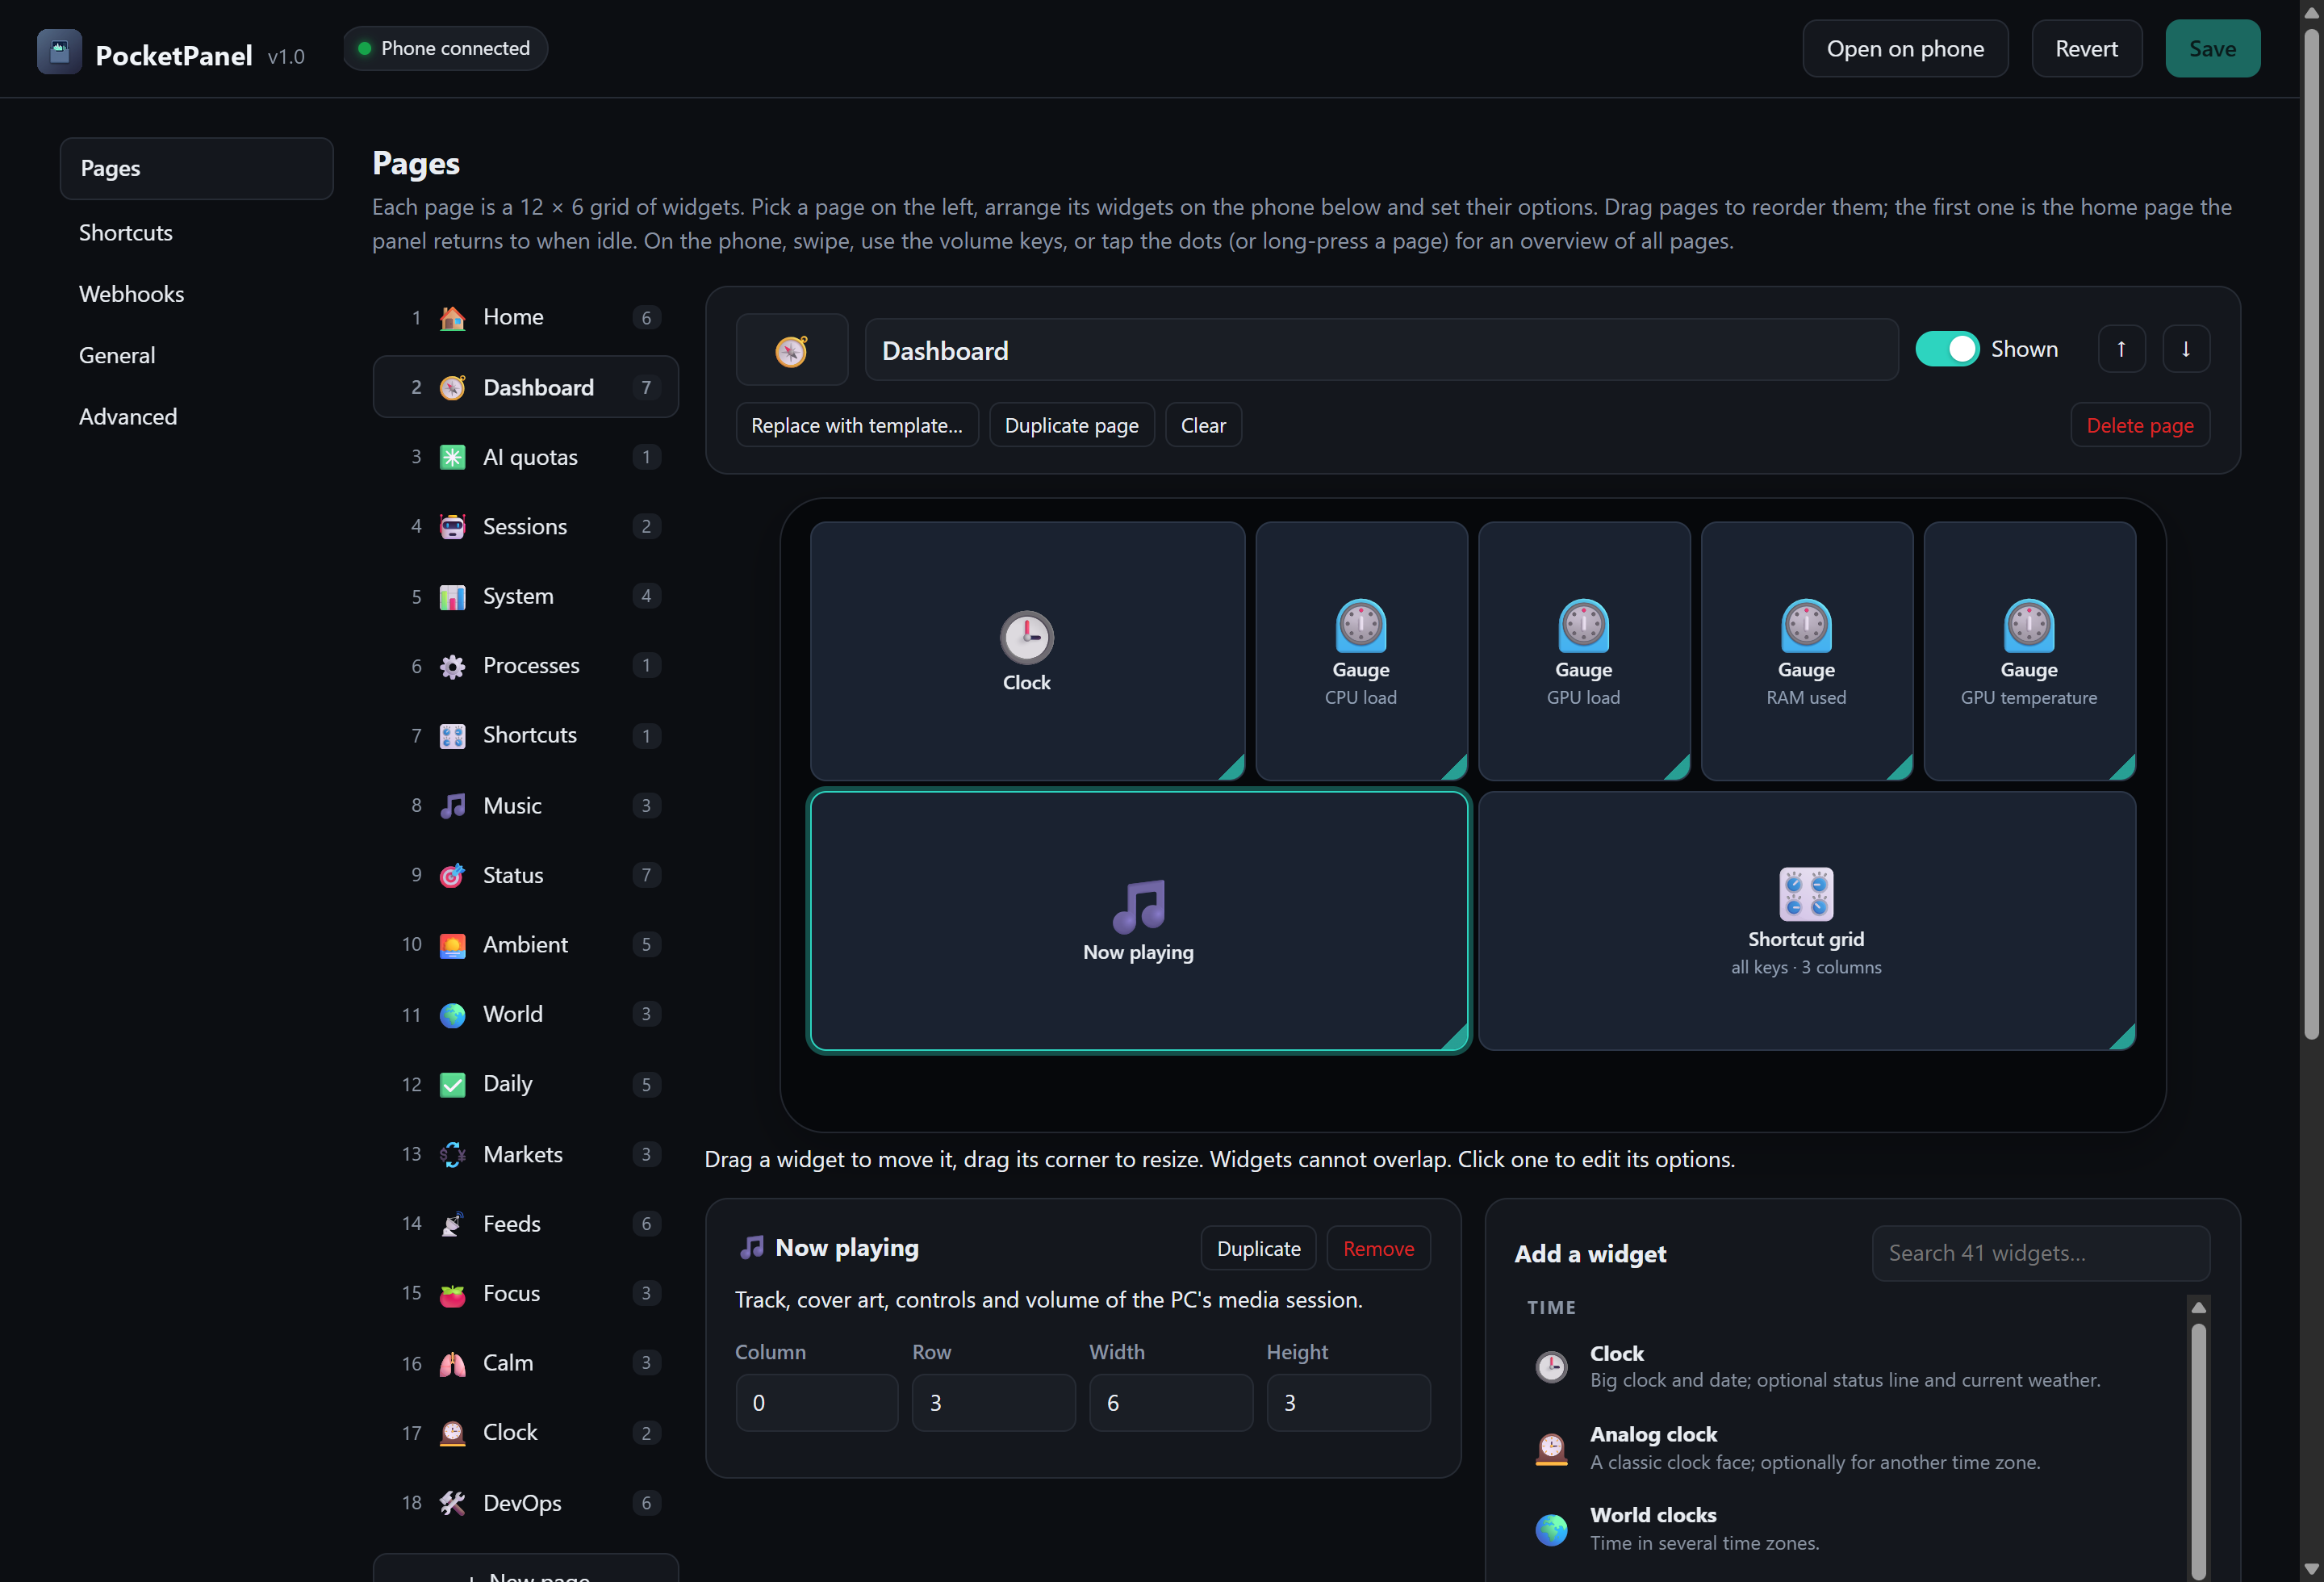 PocketPanel v1.0
Phone connected
Open on phone
Revert
Save
Pages
Shortcuts
Webhooks
General
Advanced
Pages
Each page is a 12 × 6 grid of widgets. Pick a page on the left, arrange its widgets on the phone below and set their options. Drag pages to reorder them; the first one is the home page the
panel returns to when idle. On the phone, swipe, use the volume keys, or tap the dots (or long-press a page) for an overview of all pages.
1 Home 6
2 Dashboard 7
3 AI quotas 1
4 Sessions 2
5 System 4
6 Processes 1
7 Shortcuts 1
8 Music 3
9 Status 7
10 Ambient 5
11 World 3
12 Daily 5
13 Markets 3
14 Feeds 6
15 Focus 3
16 Calm 3
17 Clock 2
18 DevOps 6
+ New page
Dashboard
Shown
↑
↓
Replace with template...
Duplicate page
Clear
Delete page
Clock
Gauge
CPU load
Gauge
GPU load
Gauge
RAM used
Gauge
GPU temperature
Now playing
Shortcut grid
all keys · 3 columns
Drag a widget to move it, drag its corner to resize. Widgets cannot overlap. Click one to edit its options.
Now playing
Duplicate
Remove
Track, cover art, controls and volume of the PC's media session.
Column Row Width Height
0 3 6 3
Add a widget
Search 41 widgets...
TIME
Clock
Big clock and date; optional status line and current weather.
Analog clock
A classic clock face; optionally for another time zone.
World clocks
Time in several time zones.